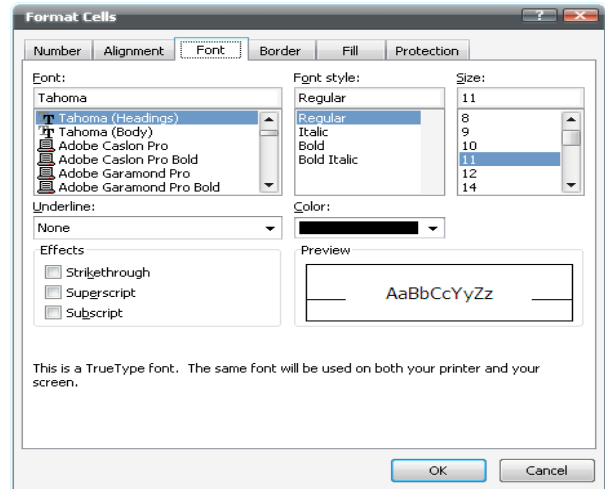 Format Cells
Number Alignment Font Border Fill Protection
Font: Font style: Size:
Tahoma Regular 11
Tahoma (Headings) Regular 8
Tahoma (Body) Italic 9
Adobe Caslon Pro Bold 10
Adobe Caslon Pro Bold Bold Italic 11
Adobe Garamond Pro 12
Adobe Garamond Pro Bold 14
Underline: Color:
None
Effects Preview
Strikethrough
Superscript AaBbCcYyZz
Subscript
This is a TrueType font. The same font will be used on both your printer and your
screen.
OK Cancel